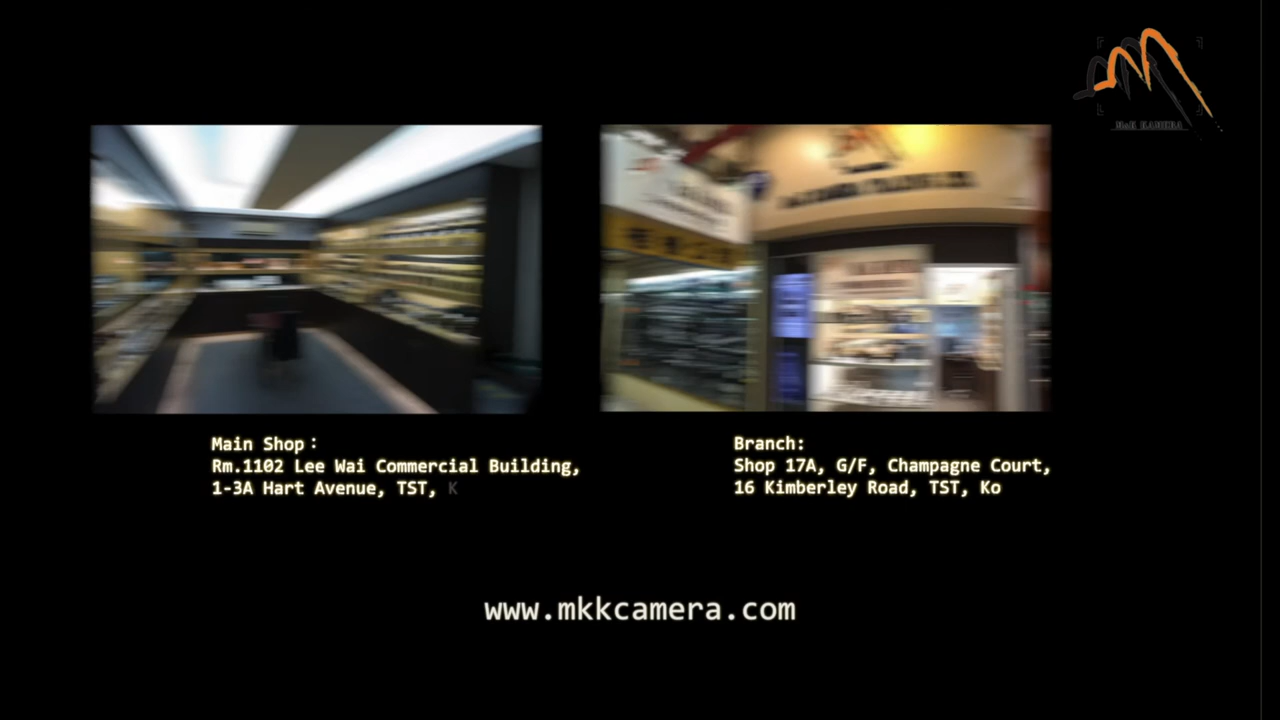 Main Shop：
Rm.1102 Lee Wai Commercial Building,
1-3A Hart Avenue, TST, K
Branch:
Shop 17A, G/F, Champagne Court,
16 Kimberley Road, TST, Ko
www.mkkcamera.com